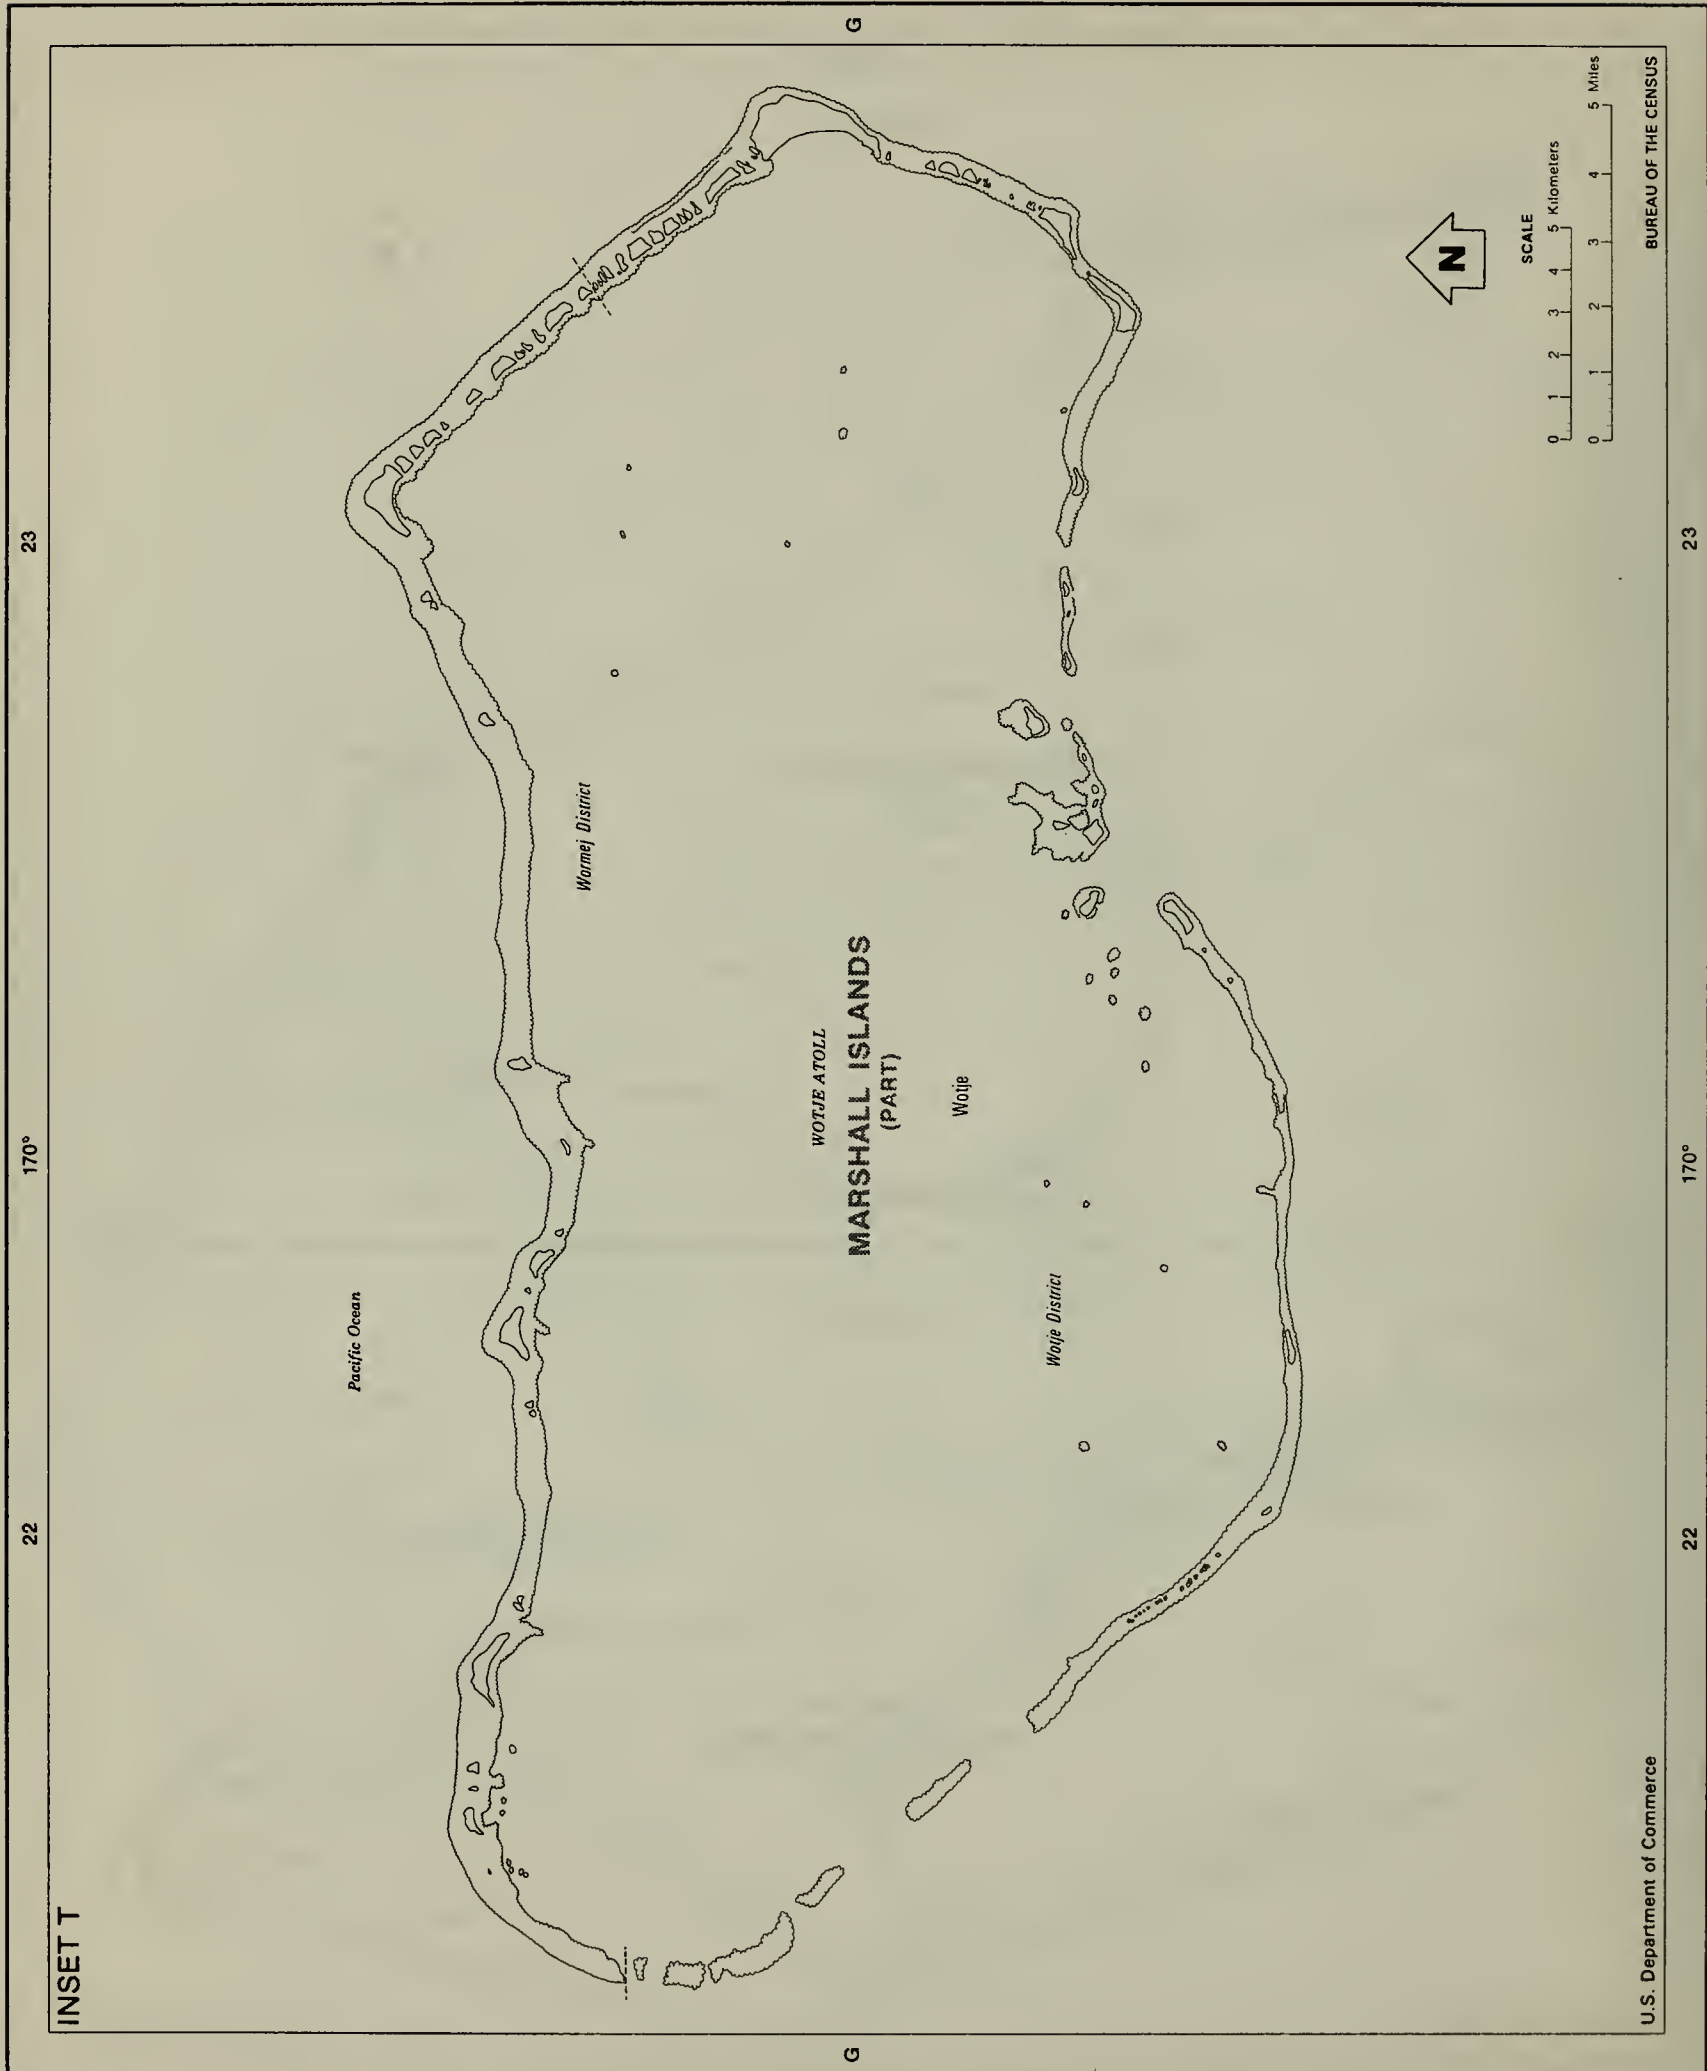 INSET T
22
170°
23
G
G
Pacific Ocean
Wormej District
WOTJE ATOLL
MARSHALL ISLANDS
(PART)
Wotje
Wotje District
N
SCALE
0 1 2 3 4 5 Kilometers
0 1 2 3 4 5 Miles
U.S. Department of Commerce
BUREAU OF THE CENSUS
22
170°
23